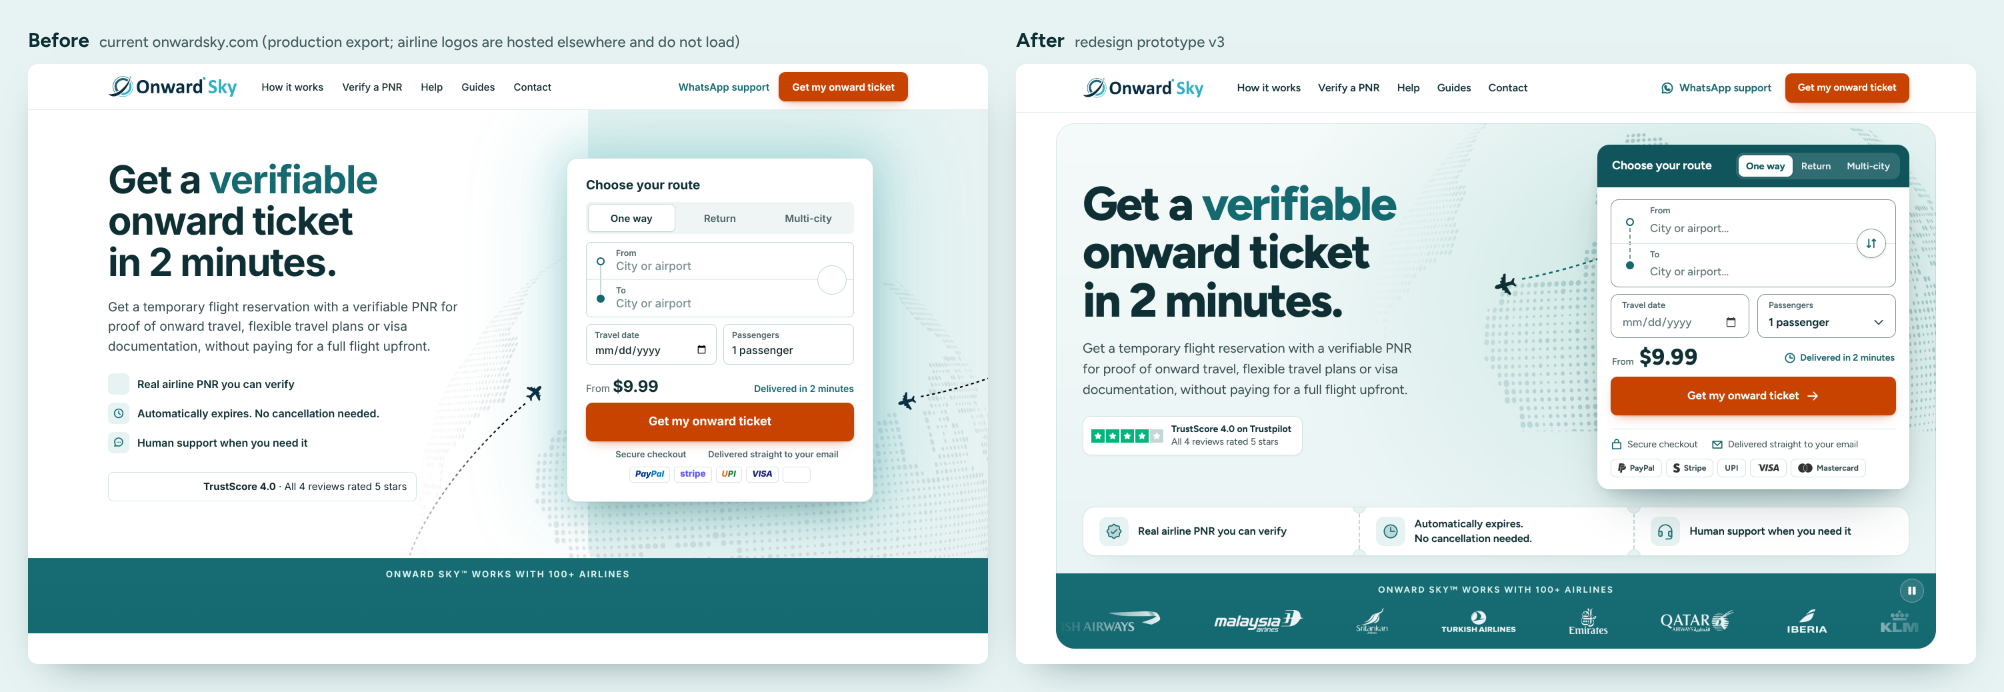 Before current onwardsky.com (production export; airline logos are hosted elsewhere and do not load)
Onward Sky How it works Verify a PNR Help Guides Contact WhatsApp support Get my onward ticket
Get a verifiable
onward ticket
in 2 minutes.
Get a temporary flight reservation with a verifiable PNR for
proof of onward travel, flexible travel plans or visa
documentation, without paying for a full flight upfront.
Real airline PNR you can verify
Automatically expires. No cancellation needed.
Human support when you need it
TrustScore 4.0 · All 4 reviews rated 5 stars
Choose your route
One way Return Multi-city
From
City or airport
To
City or airport
Travel date Passengers
mm/dd/yyyy 1 passenger
From $9.99 Delivered in 2 minutes
Get my onward ticket
Secure checkout Delivered straight to your email
PayPal stripe UPI VISA
ONWARD SKY™ WORKS WITH 100+ AIRLINES
After redesign prototype v3
Onward Sky How it works Verify a PNR Help Guides Contact WhatsApp support Get my onward ticket
Get a verifiable
onward ticket
in 2 minutes.
Get a temporary flight reservation with a verifiable PNR
for proof of onward travel, flexible travel plans or visa
documentation, without paying for a full flight upfront.
TrustScore 4.0 on Trustpilot
All 4 reviews rated 5 stars
Choose your route One way Return Multi-city
From
City or airport...
To
City or airport...
Travel date Passengers
mm/dd/yyyy 1 passenger
From $9.99 Delivered in 2 minutes
Get my onward ticket →
Secure checkout Delivered straight to your email
PayPal Stripe UPI VISA Mastercard
Real airline PNR you can verify
Automatically expires.
No cancellation needed.
Human support when you need it
ONWARD SKY™ WORKS WITH 100+ AIRLINES
SH AIRWAYS malaysia airlines SriLankan TURKISH AIRLINES Emirates QATAR AIRWAYS IBERIA KLM